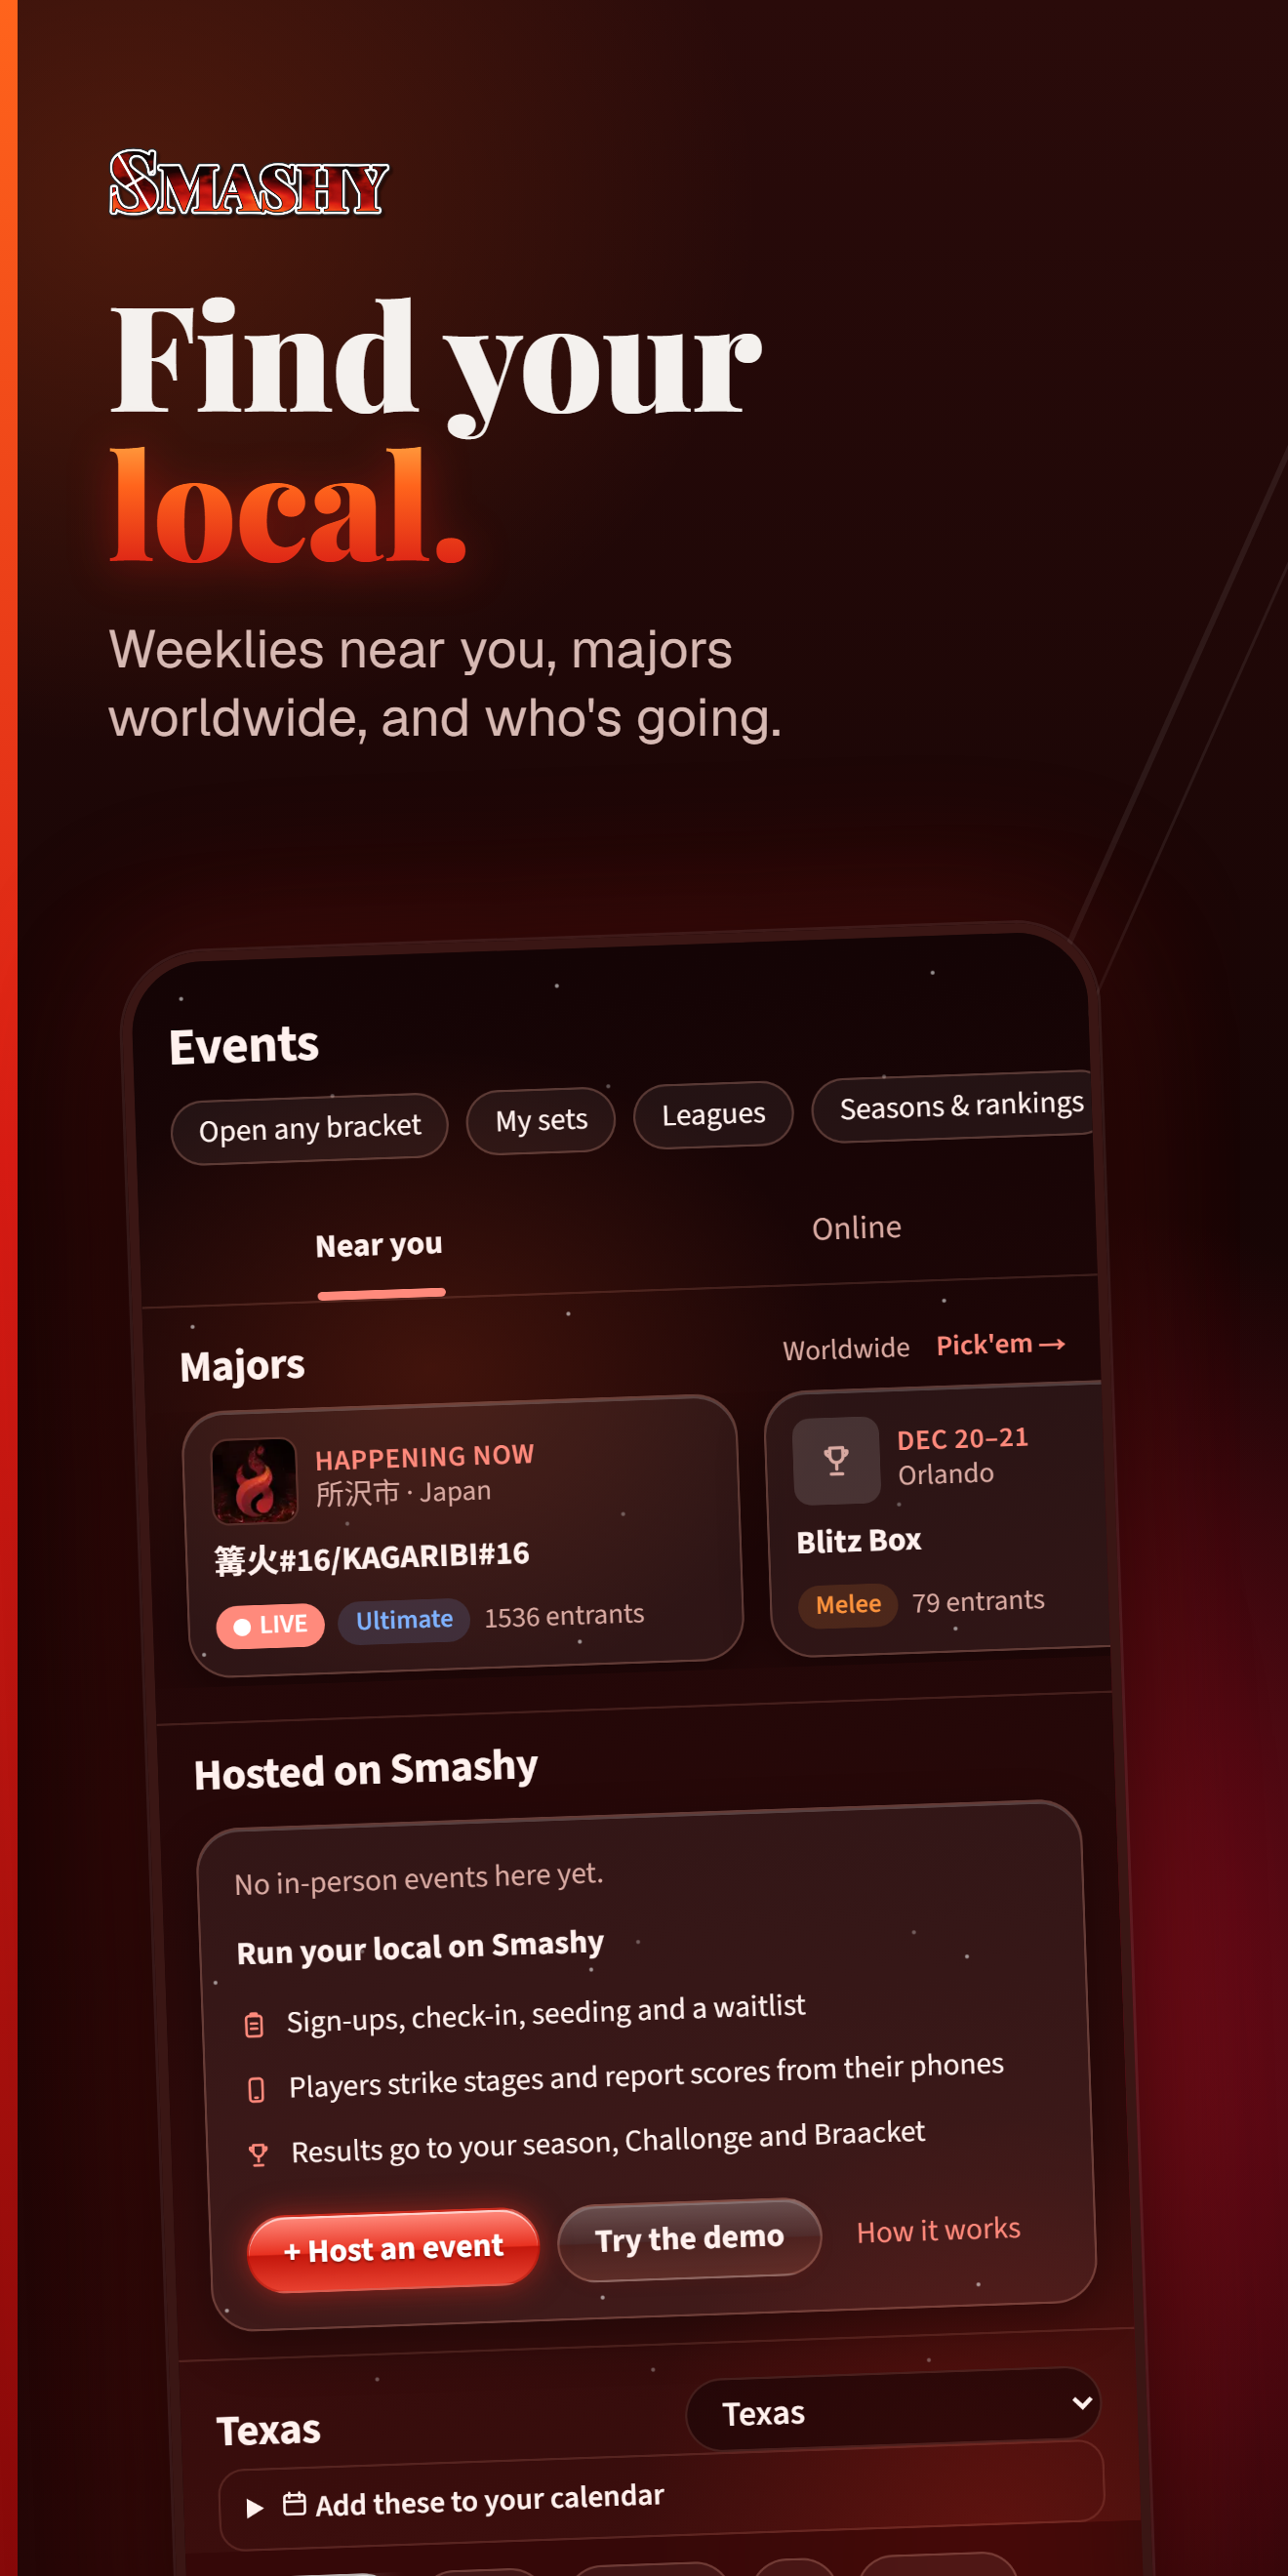 SMASHY
Find your
local.
Weeklies near you, majors
worldwide, and who's going.
Events
Open any bracket
My sets
Leagues
Seasons & rankings
Near you
Online
Majors
Worldwide
Pick'em →
HAPPENING NOW
所沢市 · Japan
篝火#16/KAGARIBI#16
LIVE
Ultimate
1536 entrants
DEC 20–21
Orlando
Blitz Box
Melee
79 entrants
Hosted on Smashy
No in-person events here yet.
Run your local on Smashy
Sign-ups, check-in, seeding and a waitlist
Players strike stages and report scores from their phones
Results go to your season, Challonge and Braacket
+ Host an event
Try the demo
How it works
Texas
Texas
Add these to your calendar